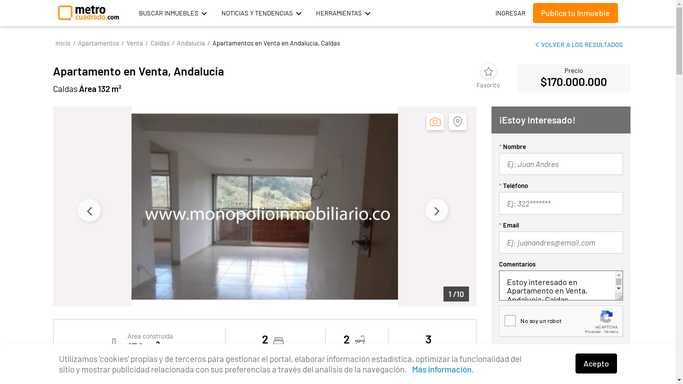 metro
cuadrado.com
BUSCAR INMUEBLES
NOTICIAS Y TENDENCIAS
HERRAMIENTAS
INGRESAR
Publica tu Inmueble
Inicio / Apartamentos / Venta / Caldas / Andalucia / Apartamentos en Venta en Andalucia, Caldas
VOLVER A LOS RESULTADOS
Apartamento en Venta, Andalucia
Caldas Área 132 m²
Favorito
Precio
$170.000.000
www.monopolioinmobiliario.co
1 / 10
¡Estoy Interesado!
* Nombre
Ej: Juan Andres
* Teléfono
Ej: 322*******
* Email
Ej: juanandres@email.com
Comentarios
Estoy interesado en
Apartamento en Venta,
Andalucia, Caldas
No soy un robot
reCAPTCHA
Privacidad - Términos
Área construida
2
2
3
Utilizamos 'cookies' propias y de terceros para gestionar el portal, elaborar información estadística, optimizar la funcionalidad del
sitio y mostrar publicidad relacionada con sus preferencias a través del análisis de la navegación. Más información.
Acepto